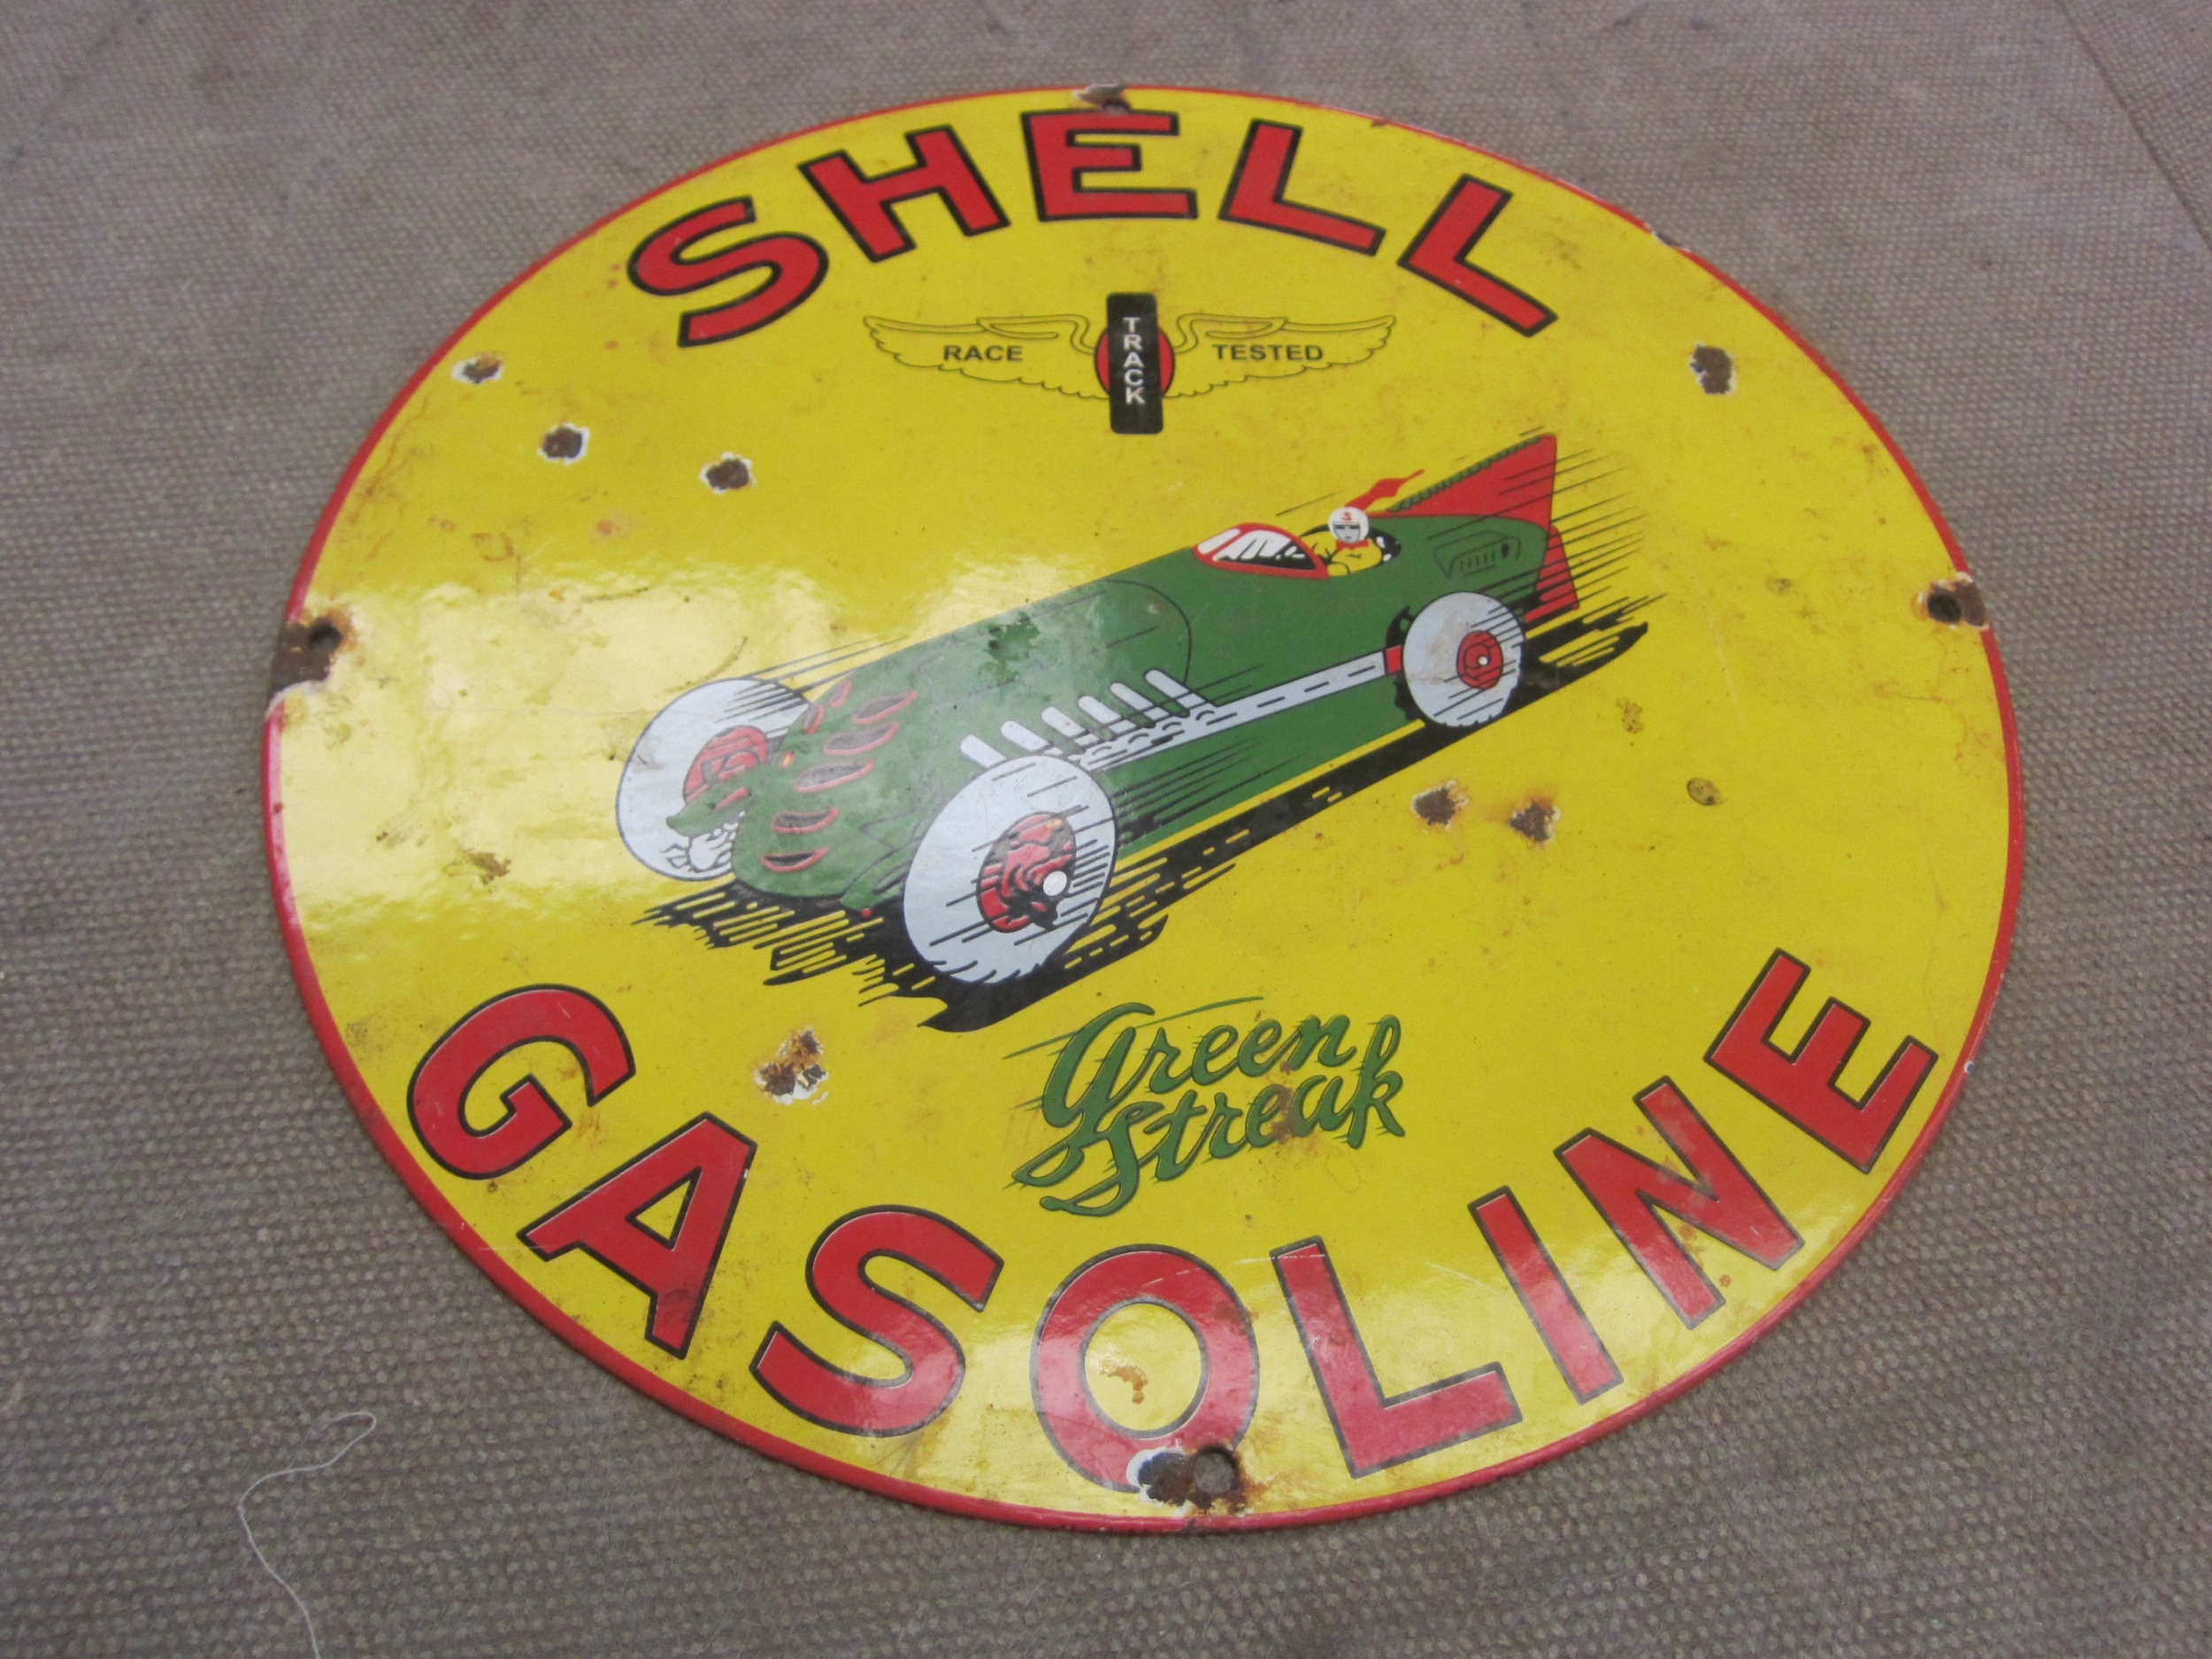 SHELL
RACE TRACK TESTED
S
Green
Streak
GASOLINE